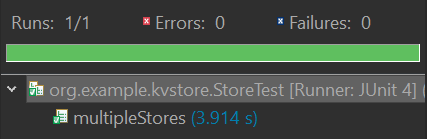 Runs: 1/1 Errors: 0 Failures: 0
org.example.kvstore.StoreTest [Runner: JUnit 4] (
multipleStores (3.914 s)